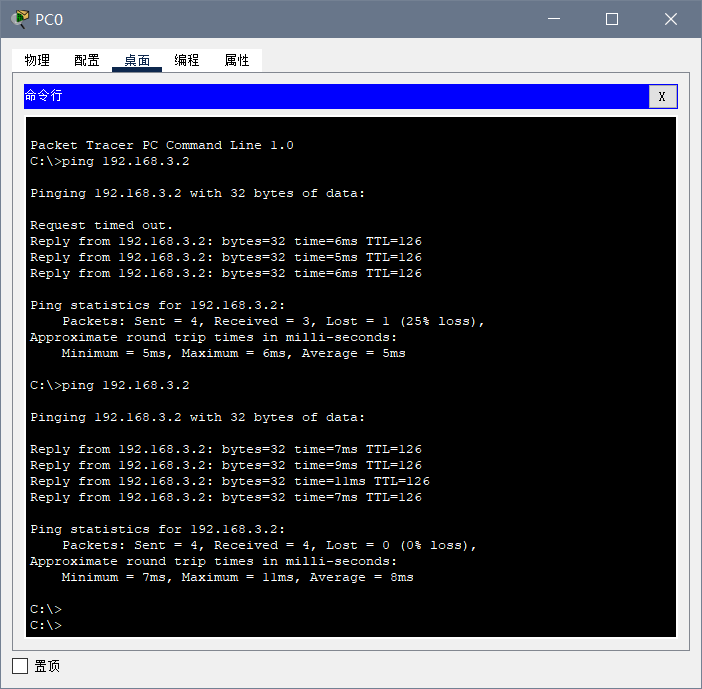 PC0
物理 配置 桌面 编程 属性
命令行 X
Packet Tracer PC Command Line 1.0
C:\>ping 192.168.3.2
Pinging 192.168.3.2 with 32 bytes of data:
Request timed out.
Reply from 192.168.3.2: bytes=32 time=6ms TTL=126
Reply from 192.168.3.2: bytes=32 time=5ms TTL=126
Reply from 192.168.3.2: bytes=32 time=6ms TTL=126
Ping statistics for 192.168.3.2:
    Packets: Sent = 4, Received = 3, Lost = 1 (25% loss),
Approximate round trip times in milli-seconds:
    Minimum = 5ms, Maximum = 6ms, Average = 5ms
C:\>ping 192.168.3.2
Pinging 192.168.3.2 with 32 bytes of data:
Reply from 192.168.3.2: bytes=32 time=7ms TTL=126
Reply from 192.168.3.2: bytes=32 time=9ms TTL=126
Reply from 192.168.3.2: bytes=32 time=11ms TTL=126
Reply from 192.168.3.2: bytes=32 time=7ms TTL=126
Ping statistics for 192.168.3.2:
    Packets: Sent = 4, Received = 4, Lost = 0 (0% loss),
Approximate round trip times in milli-seconds:
    Minimum = 7ms, Maximum = 11ms, Average = 8ms
C:\>
C:\>
置顶